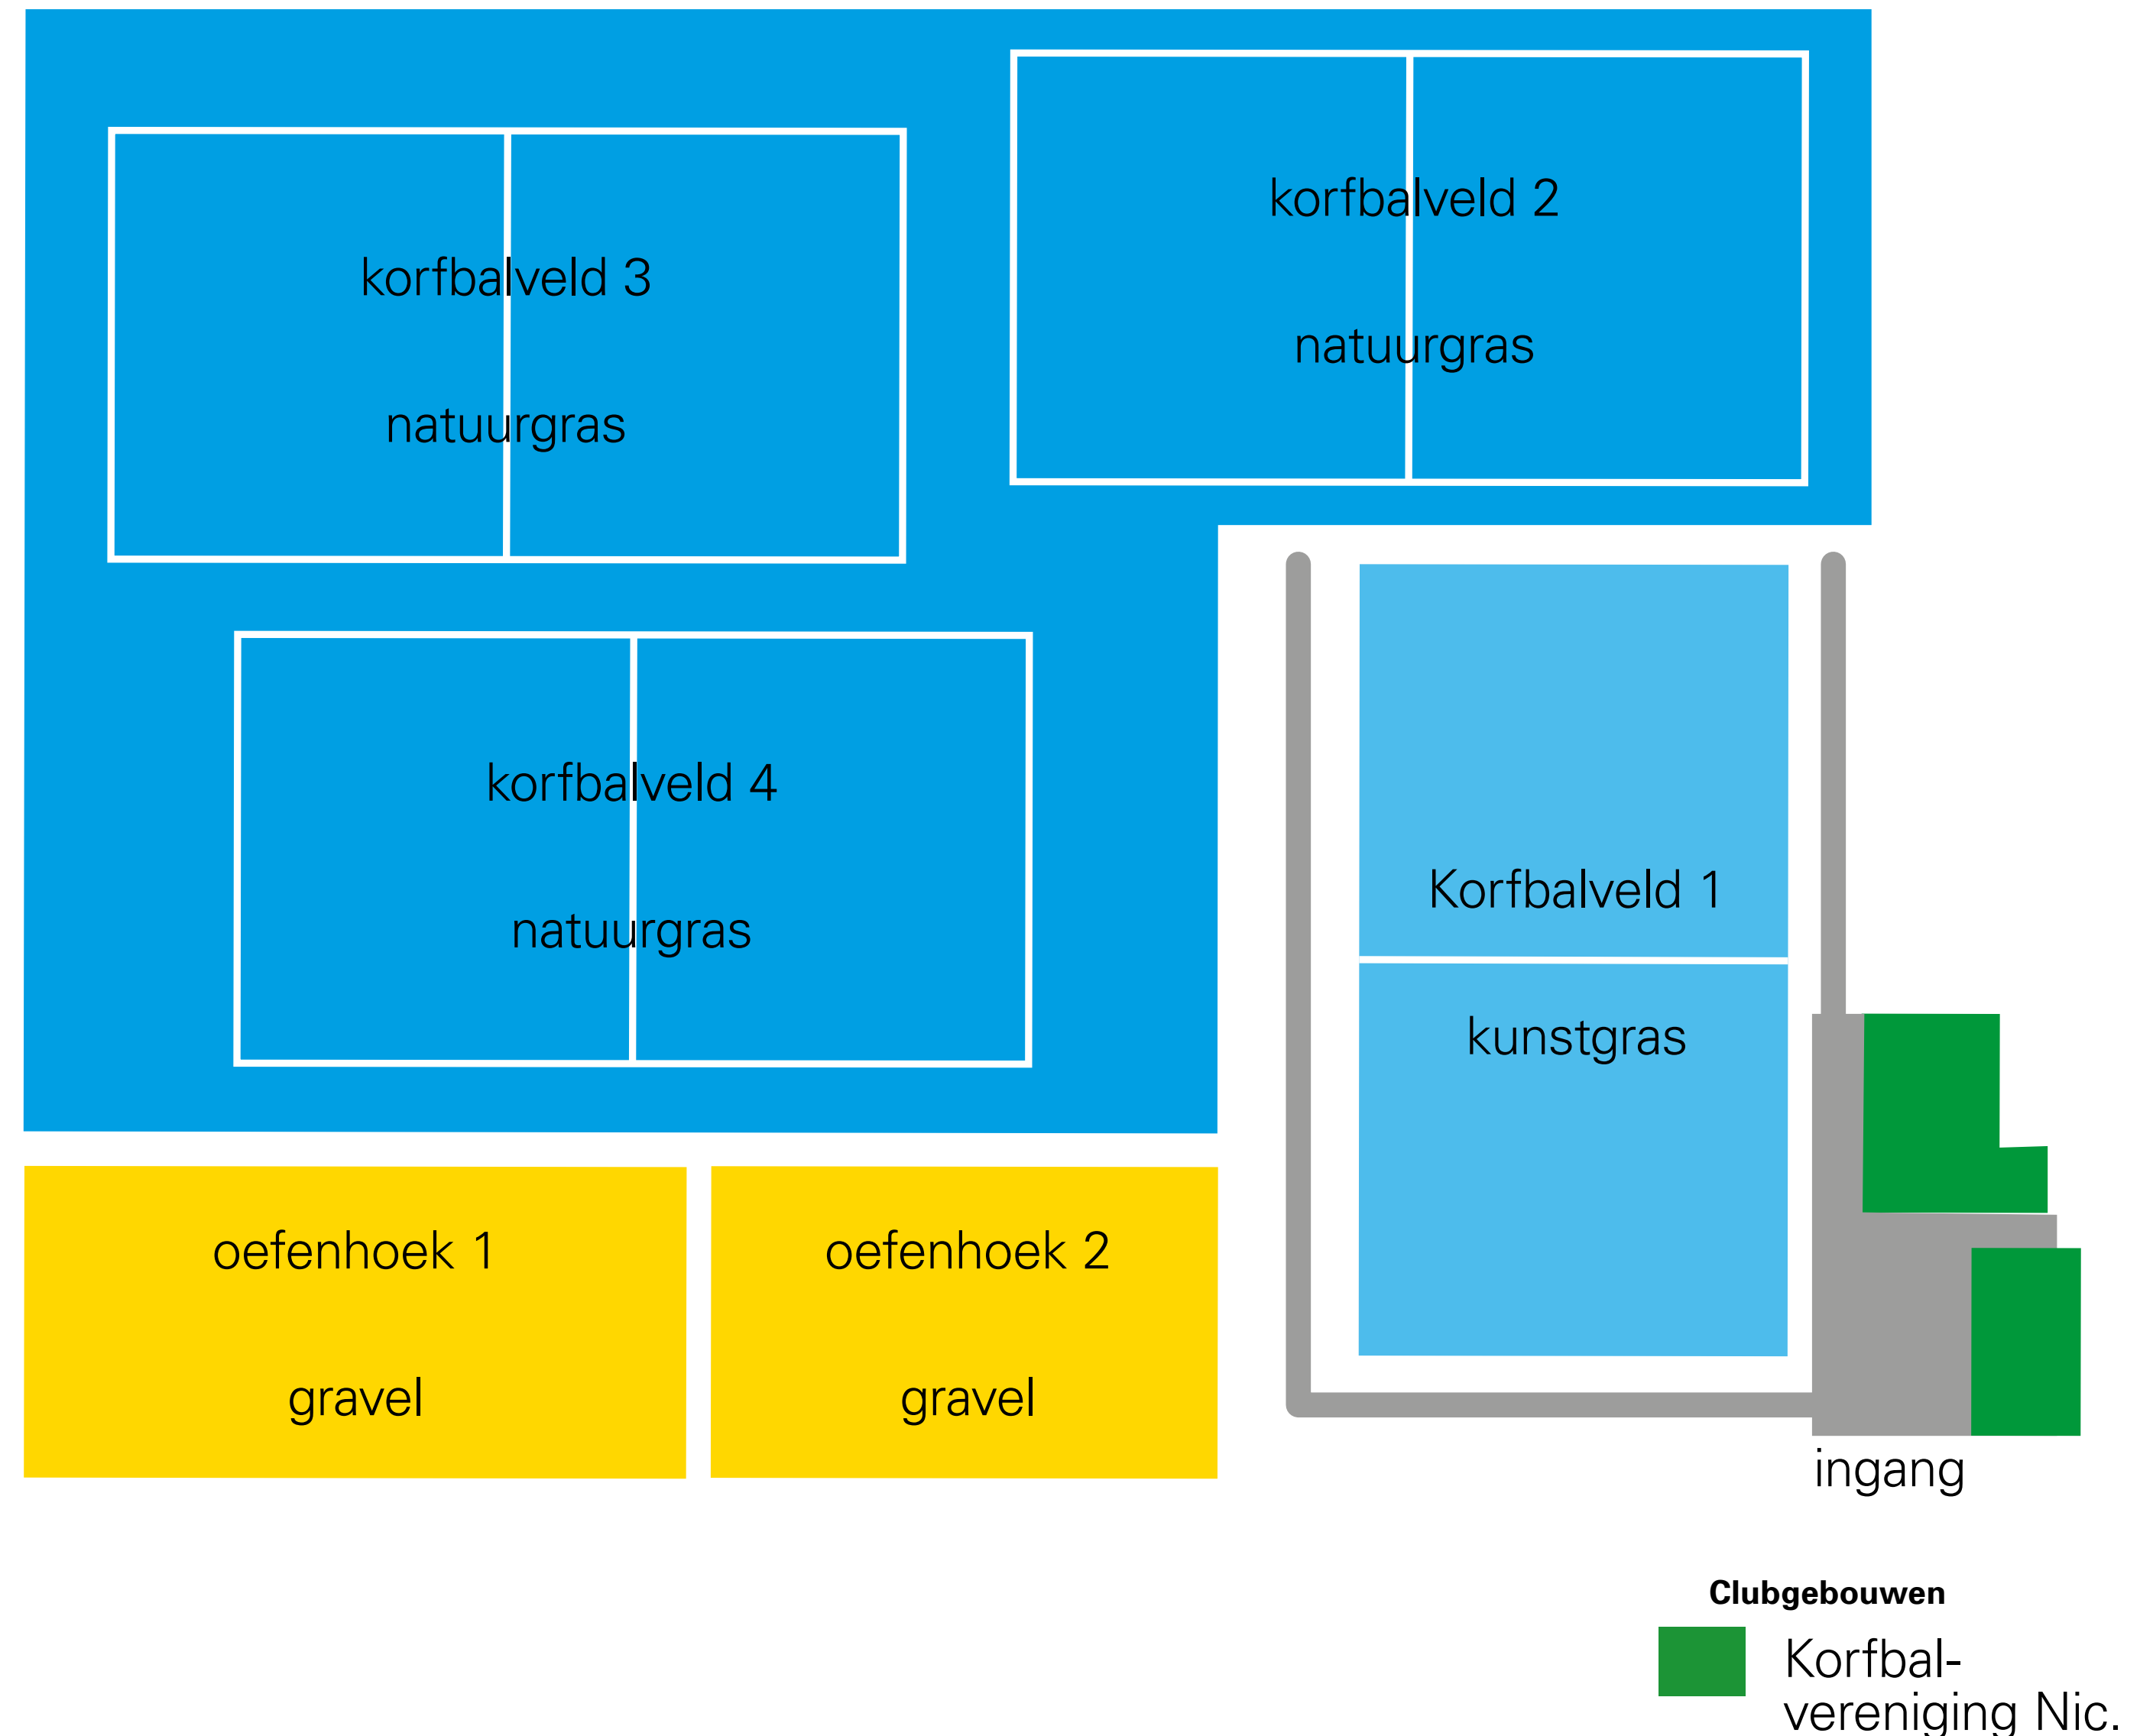 korfbalveld 2
natuurgras
korfbalveld 3
natuurgras
korfbalveld 4
natuurgras
Korfbalveld 1
kunstgras
oefenhoek 1
gravel
oefenhoek 2
gravel
ingang
Clubgebouwen
Korfbal-
vereniging Nic.